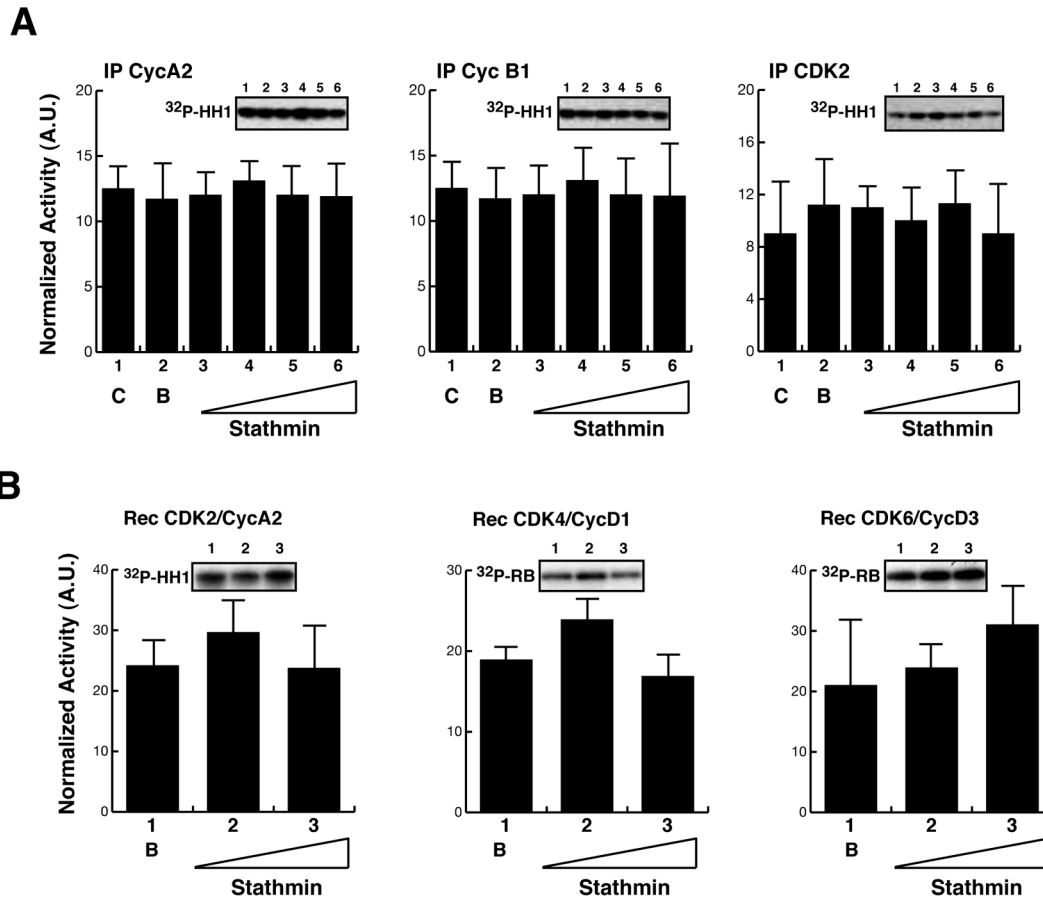 A
IP CycA2
IP Cyc B1
IP CDK2
1 2 3 4 5 6
1 2 3 4 5 6
1 2 3 4 5 6
32P-HH1
32P-HH1
32P-HH1
Normalized Activity (A.U.)
20
15
10
5
0
20
15
10
5
0
20
16
12
8
4
0
1 2 3 4 5 6
1 2 3 4 5 6
1 2 3 4 5 6
C B
C B
C B
Stathmin
Stathmin
Stathmin
B
Rec CDK2/CycA2
Rec CDK4/CycD1
Rec CDK6/CycD3
1 2 3
1 2 3
1 2 3
32P-HH1
32P-RB
32P-RB
Normalized Activity (A.U.)
40
30
20
10
0
30
20
10
0
40
30
20
10
0
1 2 3
1 2 3
1 2 3
B
B
B
Stathmin
Stathmin
Stathmin